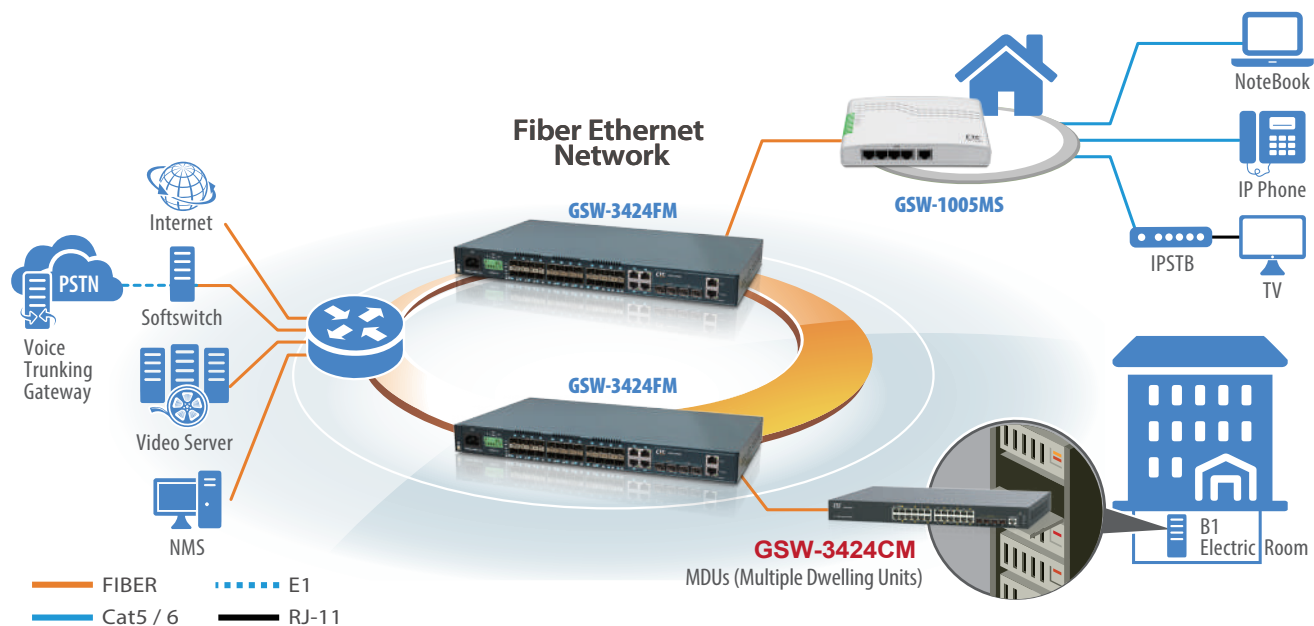 Fiber Ethernet
Network
GSW-3424FM
GSW-3424FM
Internet
PSTN
Softswitch
Voice
Trunking
Gateway
Video Server
NMS
GSW-1005MS
NoteBook
IP Phone
IPSTB
TV
GSW-3424CM
MDUs (Multiple Dwelling Units)
B1
Electric Room
FIBER
E1
Cat5 / 6
RJ-11